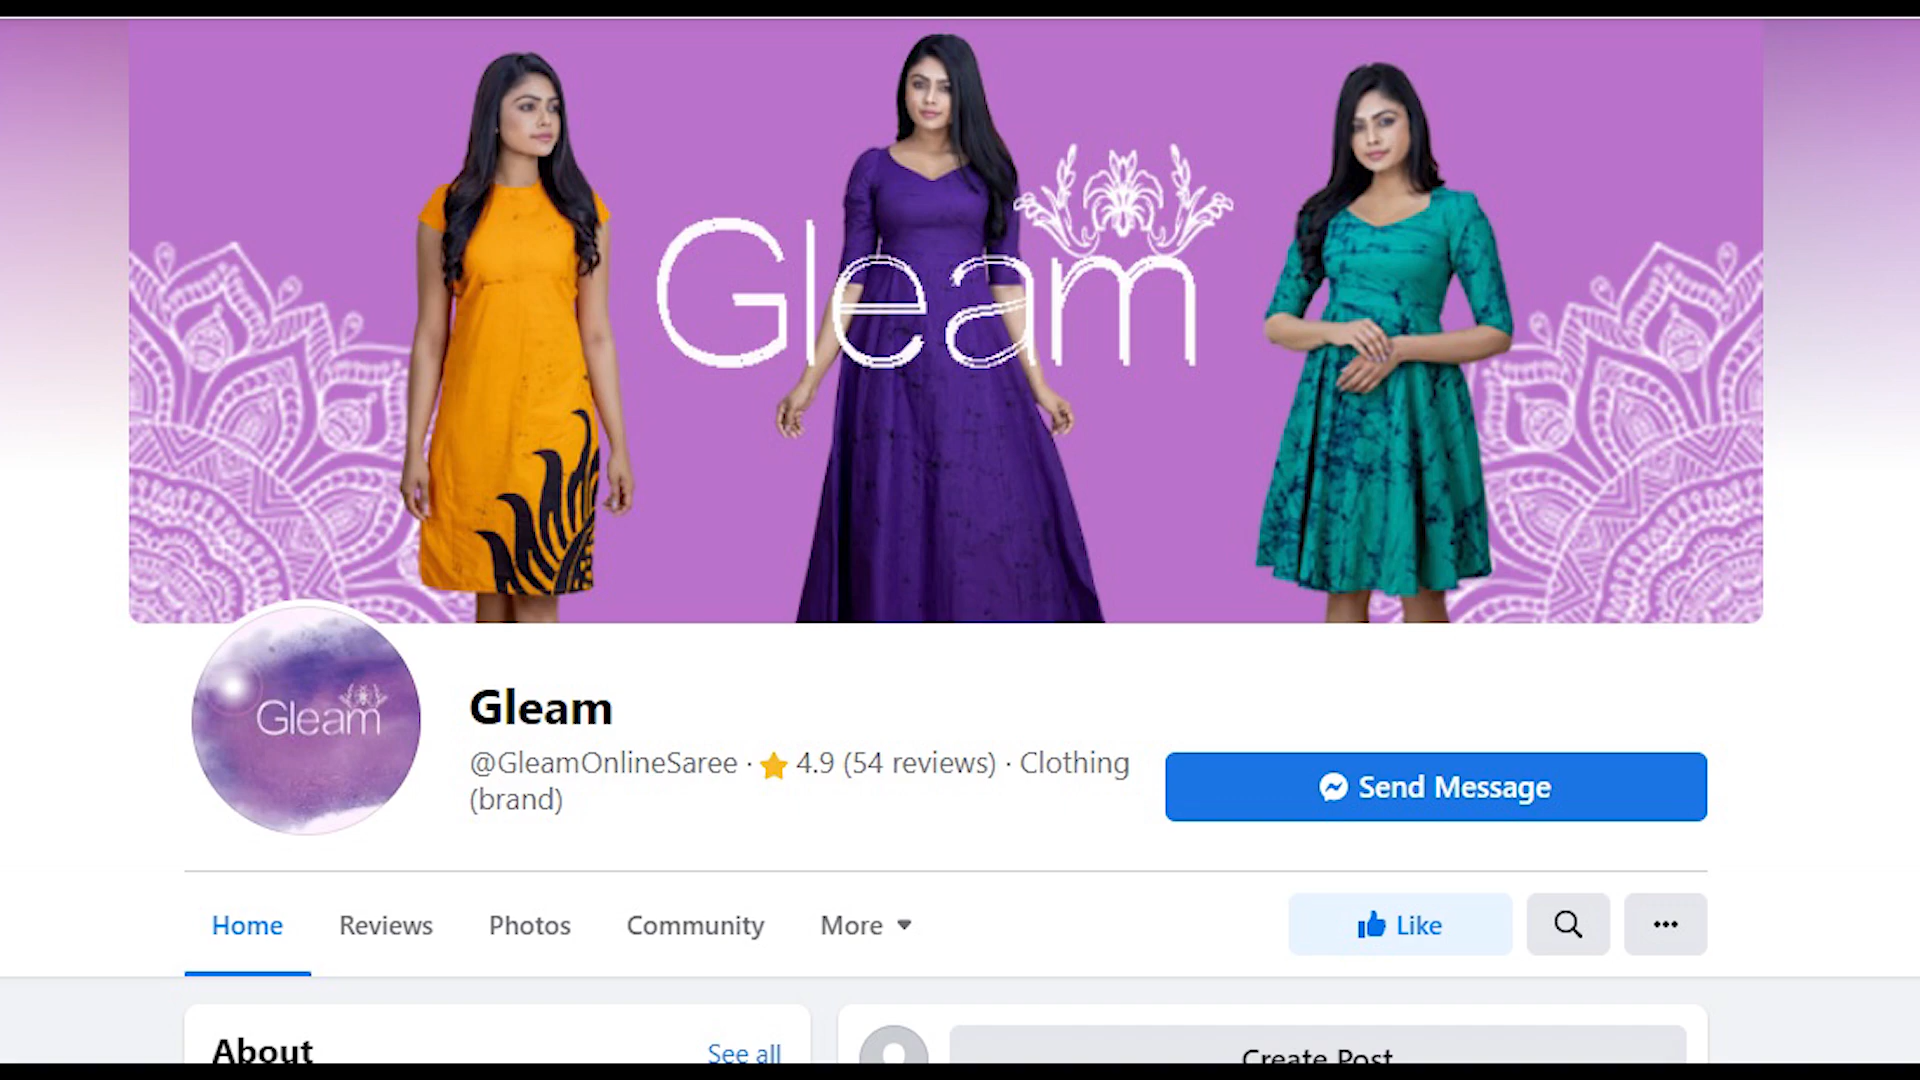 Gleam
Gleam
Gleam
@GleamOnlineSaree · 4.9 (54 reviews) · Clothing
(brand)
Send Message
Home Reviews Photos Community More
Like
About See all
Create Post